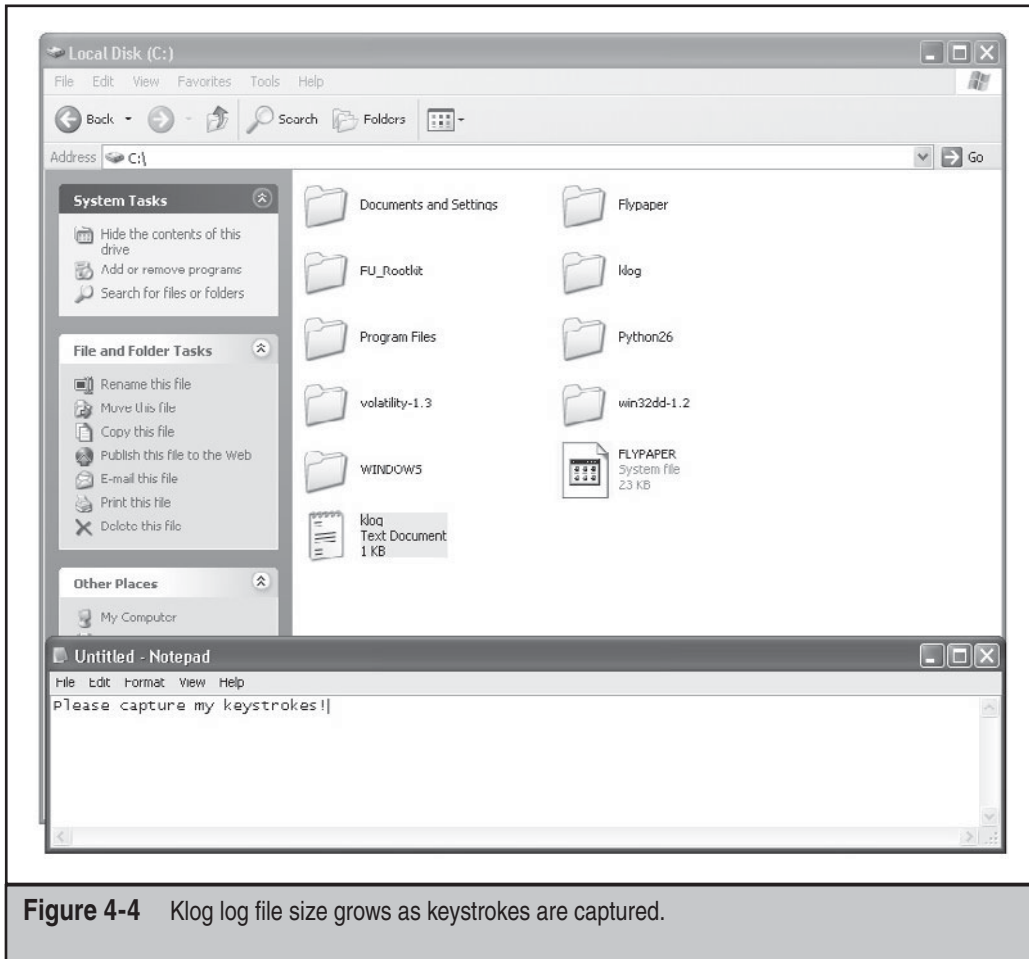 Local Disk (C:)
File Edit View Favorites Tools Help
Back Search Folders
Address C:\ Go
System Tasks
Hide the contents of this
drive
Add or remove programs
Search for files or folders
File and Folder Tasks
Rename this file
Move this file
Copy this file
Publish this file to the Web
E-mail this file
Print this file
Delete this file
Other Places
My Computer
Documents and Settings
Flypaper
FU_Rootkit
klog
Program Files
Python26
volatility-1.3
win32dd-1.2
WINDOWS
FLYPAPER
System file
23 KB
klog
Text Document
1 KB
Untitled - Notepad
File Edit Format View Help
Please capture my keystrokes!
Figure 4-4 Klog log file size grows as keystrokes are captured.